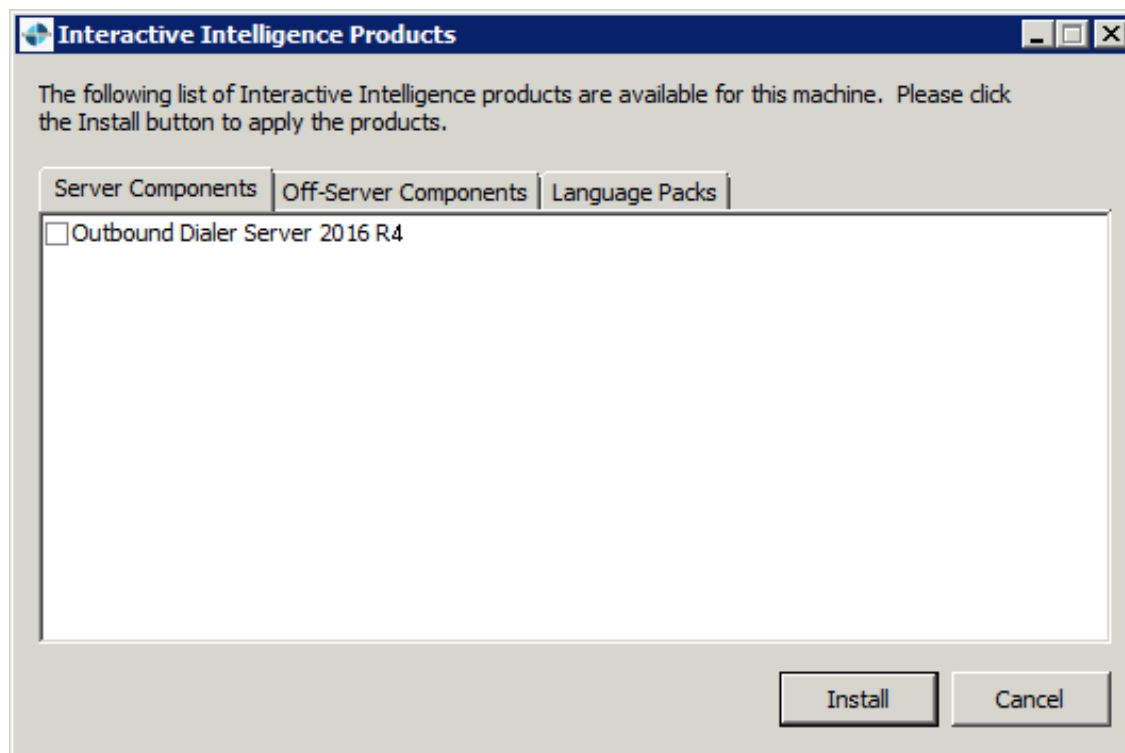 Interactive Intelligence Products
The following list of Interactive Intelligence products are available for this machine.  Please click
the Install button to apply the products.
Server Components Off-Server Components Language Packs
Outbound Dialer Server 2016 R4
Install Cancel